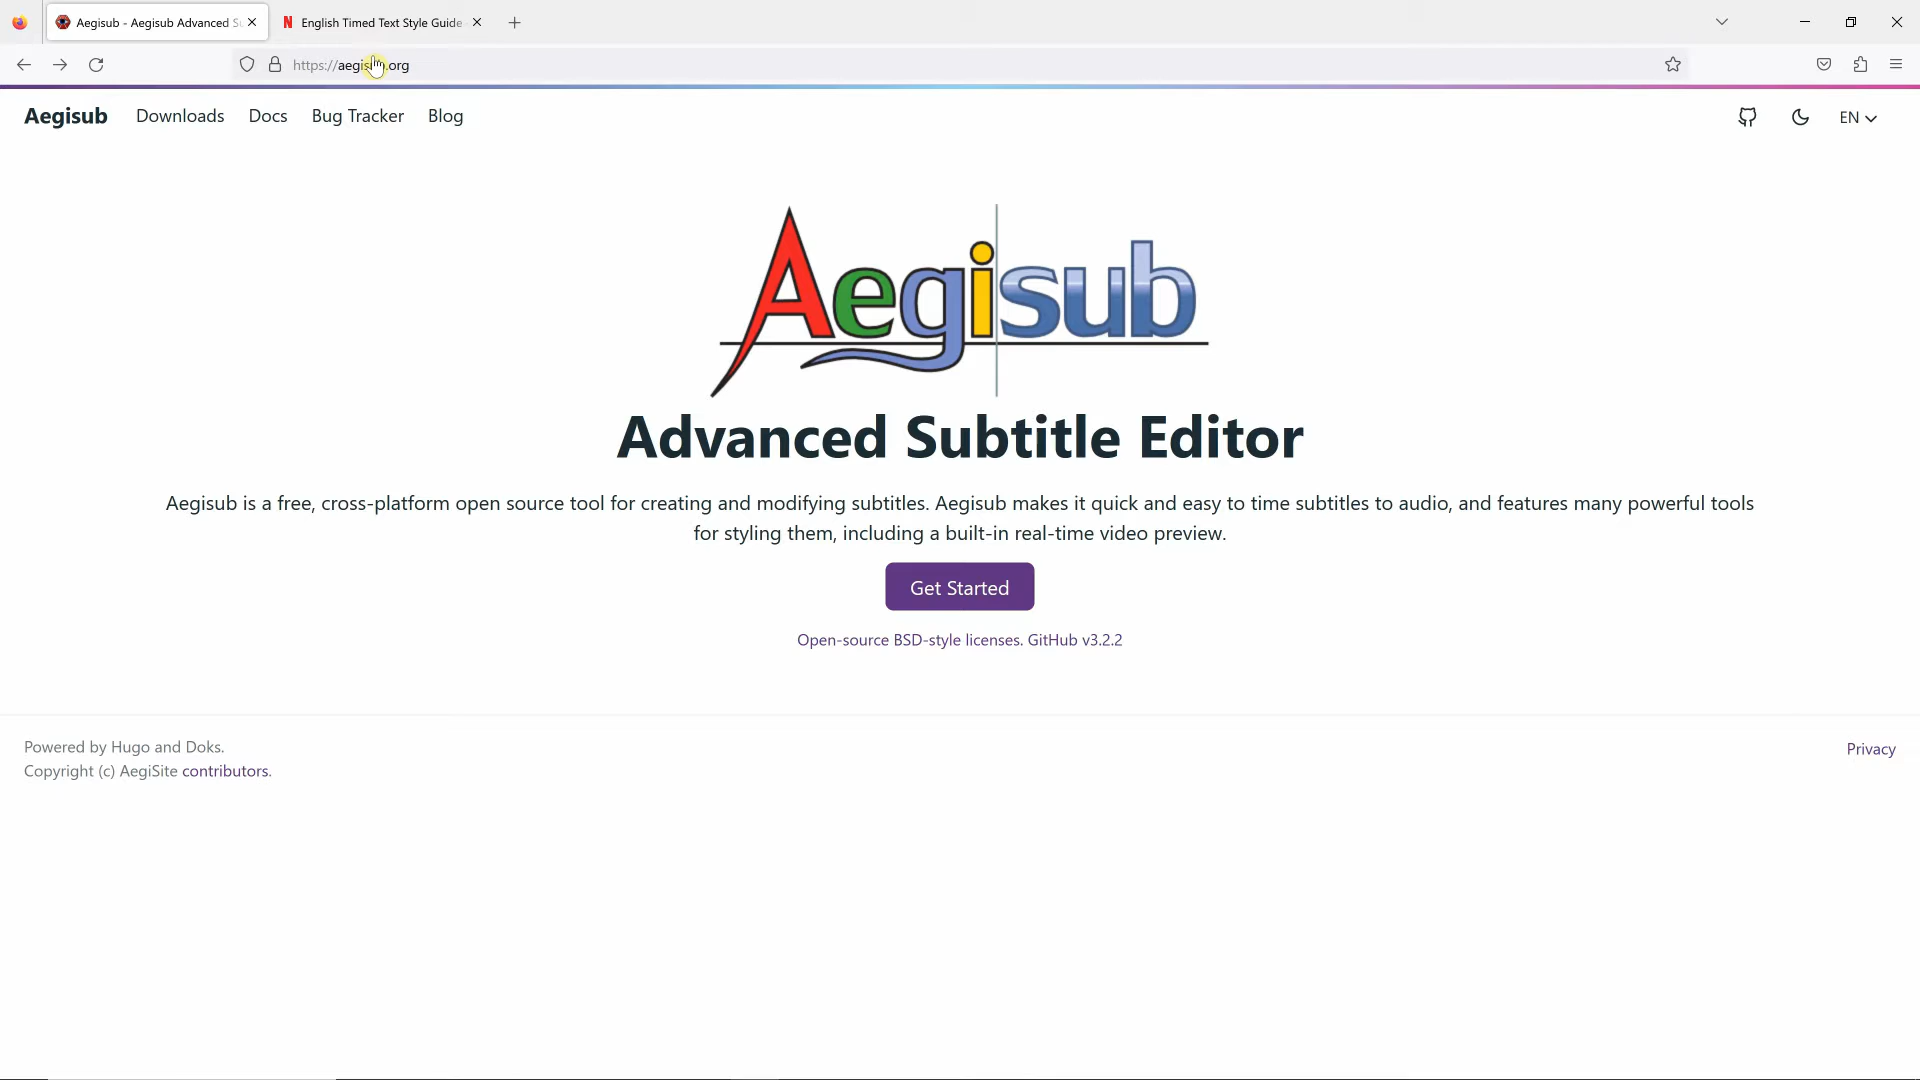 Aegisub - Aegisub Advanced S
English Timed Text Style Guide
https://aegisub.org
Aegisub
Downloads
Docs
Bug Tracker
Blog
EN
Aegisub
Advanced Subtitle Editor
Aegisub is a free, cross-platform open source tool for creating and modifying subtitles. Aegisub makes it quick and easy to time subtitles to audio, and features many powerful tools
for styling them, including a built-in real-time video preview.
Get Started
Open-source BSD-style licenses. GitHub v3.2.2
Powered by Hugo and Doks.
Privacy
Copyright (c) AegiSite contributors.